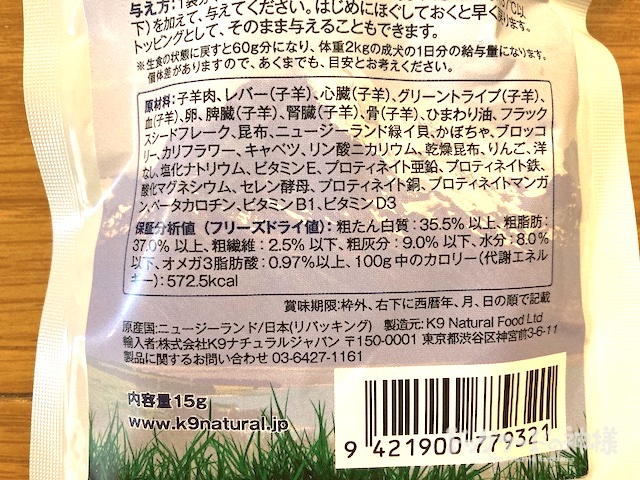 与え方:1袋分
下)を加えて、与えてください。はじめにほぐしておくと早く戻ります。
トッピングとして、そのまま与えることもできます。
※生食の状態に戻すと60g分になり、体重2kgの成犬の1日分の給与量になります。
個体差がありますので、あくまでも、目安とお考えください。
原材料:子羊肉、レバー(子羊)、心臓(子羊)、グリーントライプ(子羊)、
血(子羊)、卵、脾臓(子羊)、腎臓(子羊)、骨(子羊)、ひまわり油、フラック
スシードフレーク、昆布、ニュージーランド緑イ貝、かぼちゃ、ブロッコ
リー、カリフラワー、キャベツ、リン酸二カリウム、乾燥昆布、りんご、洋
なし、塩化ナトリウム、ビタミンE、プロティネイト亜鉛、プロティネイト鉄、
酸化マグネシウム、セレン酵母、プロティネイト銅、プロティネイトマンガ
ン、ベータカロチン、ビタミンB1、ビタミンD3
保証分析値(フリーズドライ値):粗たん白質:35.5%以上、粗脂肪:
37.0%以上、粗繊維:2.5%以下、粗灰分:9.0%以下、水分:8.0%
以下、オメガ3脂肪酸:0.97%以上、100g中のカロリー(代謝エネル
ギー):572.5kcal
賞味期限:枠外、右下に西暦年、月、日の順で記載
原産国:ニュージーランド/日本(リパッキング) 製造元:K9 Natural Food Ltd
輸入者:株式会社K9ナチュラルジャパン 〒150-0001 東京都渋谷区神宮前3-6-11
製品に関するお問い合わせ 03-6427-1161
内容量15g
www.k9natural.jp
9 421900 779321